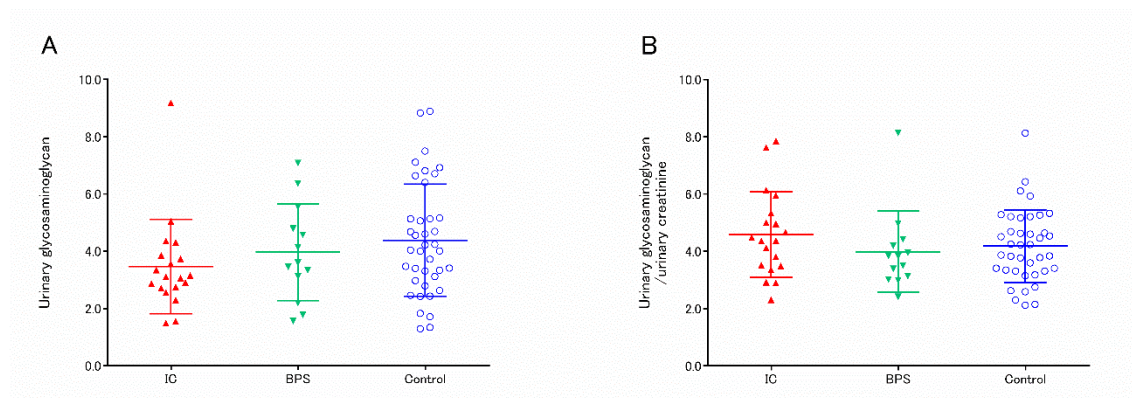 A
B
Urinary glycosaminoglycan
10.0
8.0
6.0
4.0
2.0
0.0
IC
BPS
Control
Urinary glycosaminoglycan
/urinary creatinine
10.0
8.0
6.0
4.0
2.0
0.0
IC
BPS
Control